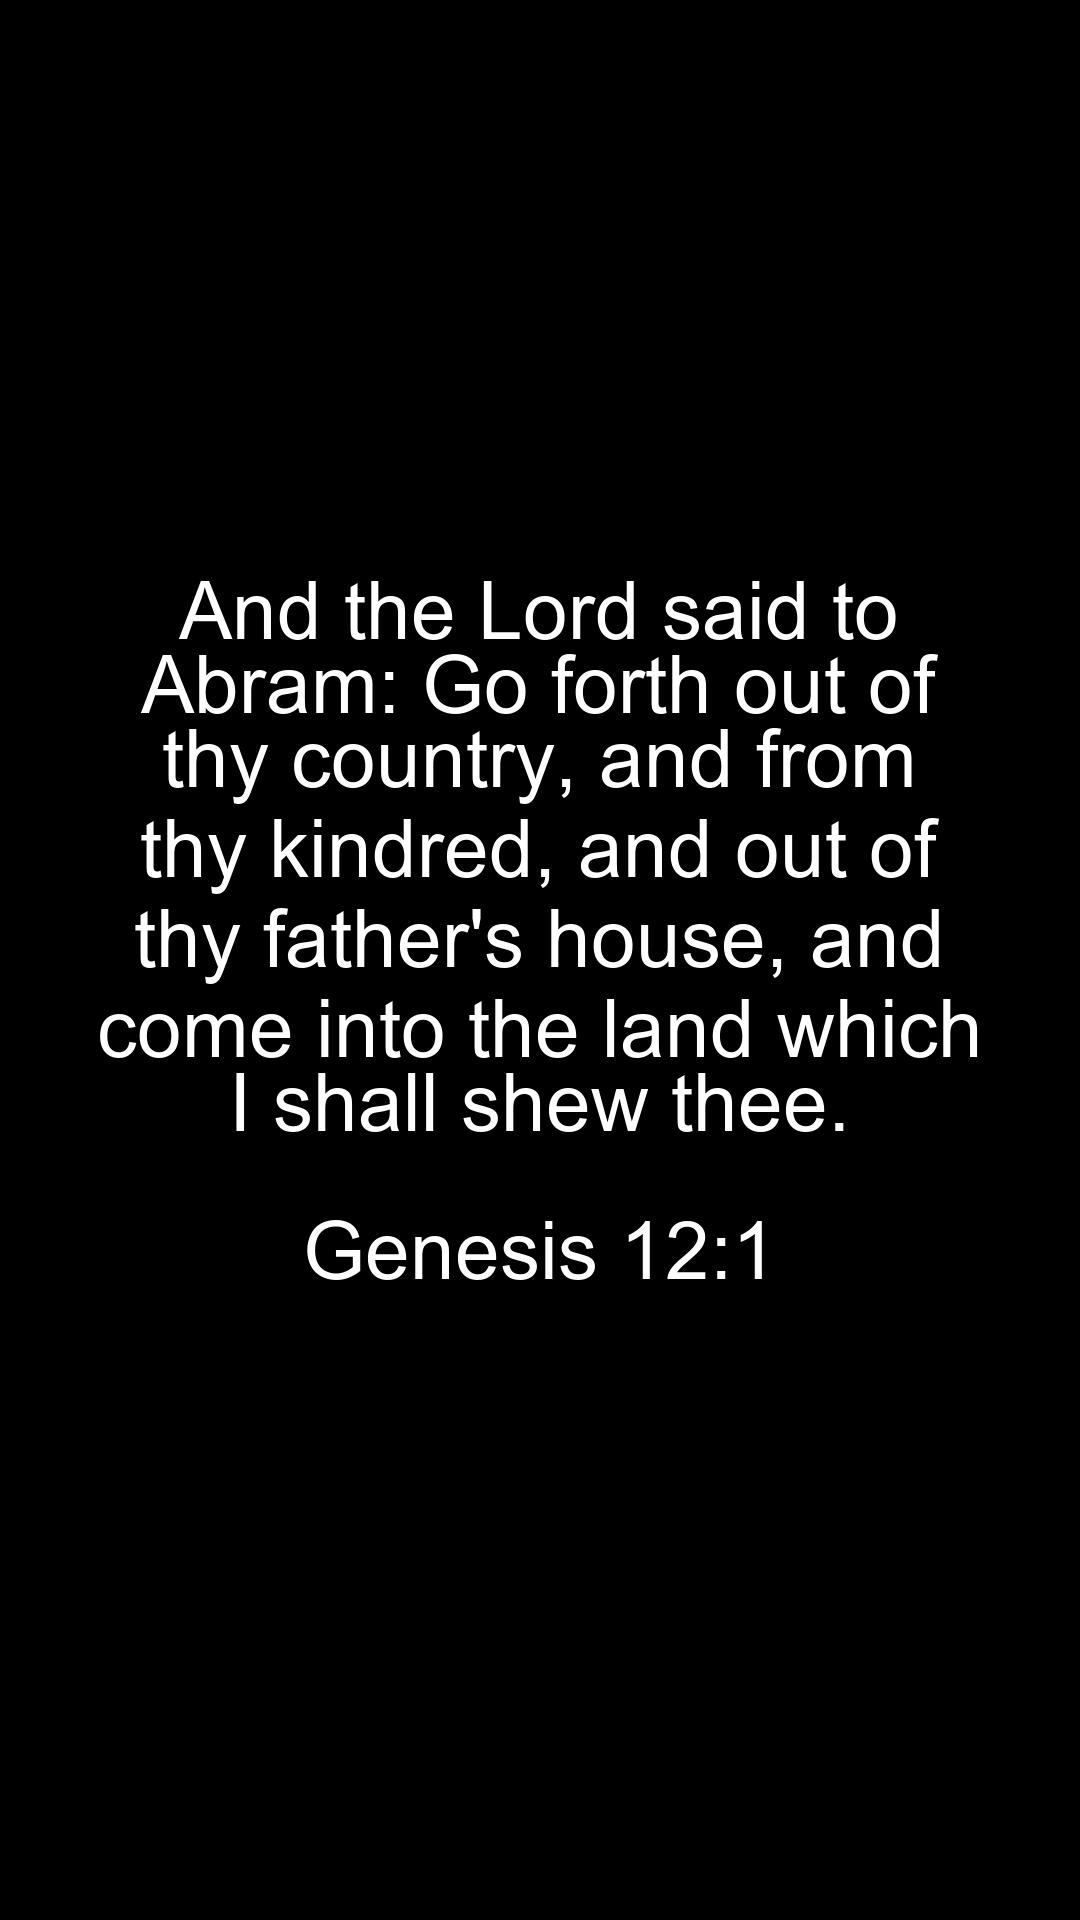 And the Lord said to
Abram: Go forth out of
thy country, and from
thy kindred, and out of
thy father's house, and
come into the land which
I shall shew thee.
Genesis 12:1